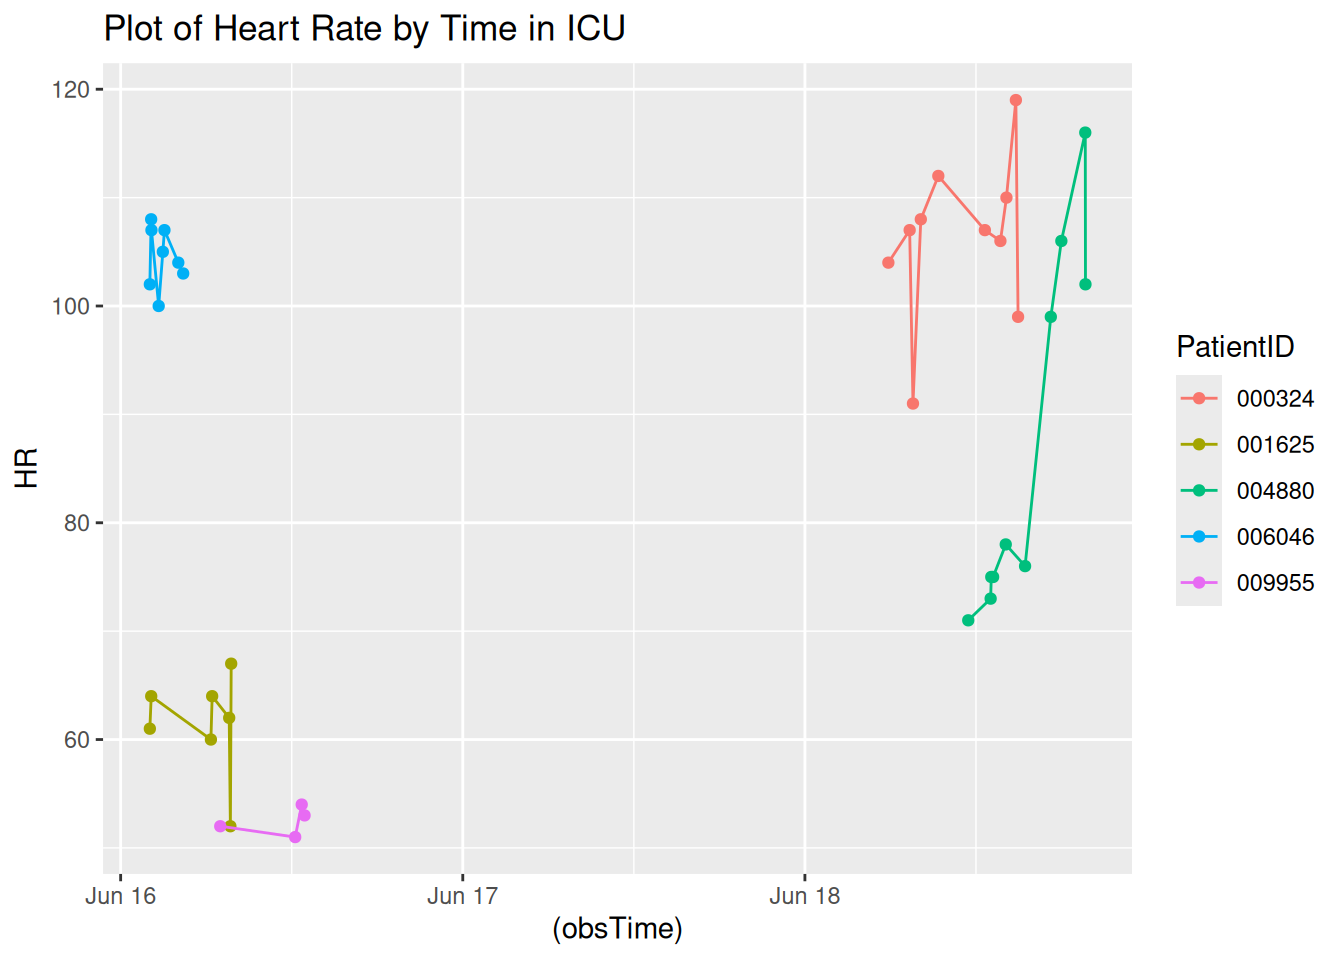 Plot of Heart Rate by Time in ICU
120
100
80
60
HR
Jun 16
Jun 17
Jun 18
(obsTime)
PatientID
000324
001625
004880
006046
009955